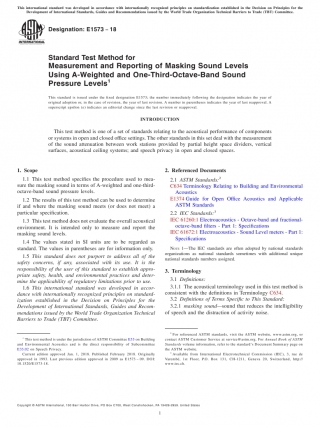 This international standard was developed in accordance with internationally recognized principles on standardization established in the Decision on Principles for the
Development of International Standards, Guides and Recommendations issued by the World Trade Organization Technical Barriers to Trade (TBT) Committee.
Designation: E1573 − 18
Standard Test Method for
Measurement and Reporting of Masking Sound Levels
Using A-Weighted and One-Third-Octave-Band Sound
Pressure Levels1
This standard is issued under the fixed designation E1573; the number immediately following the designation indicates the year of
original adoption or, in the case of revision, the year of last revision. A number in parentheses indicates the year of last reapproval. A
superscript epsilon (ε) indicates an editorial change since the last revision or reapproval.
INTRODUCTION
This test method is one of a set of standards relating to the acoustical performance of components
or systems in open and closed office settings. The other standards in this set deal with the measurement
of the sound attenuation between work stations provided by partial height space dividers, vertical
surfaces, acoustical ceiling systems; and speech privacy in open and closed spaces.
1. Scope
1.1 This test method specifies the procedure used to mea-
sure the masking sound in terms of A-weighted and one-third-
octave-band sound pressure levels.
1.2 The results of this test method can be used to determine
if and where the masking sound meets (or does not meet) a
particular specification.
1.3 This test method does not evaluate the overall acoustical
environment. It is intended only to measure and report the
masking sound levels.
1.4 The values stated in SI units are to be regarded as
standard. The values in parentheses are for information only.
1.5 This standard does not purport to address all of the
safety concerns, if any, associated with its use. It is the
responsibility of the user of this standard to establish appro-
priate safety, health, and environmental practices and deter-
mine the applicability of regulatory limitations prior to use.
1.6 This international standard was developed in accor-
dance with internationally recognized principles on standard-
ization established in the Decision on Principles for the
Development of International Standards, Guides and Recom-
mendations issued by the World Trade Organization Technical
Barriers to Trade (TBT) Committee.
1 This test method is under the jurisdiction of ASTM Committee E33 on Building
and Environmental Acoustics and is the direct responsibility of Subcommittee
E33.02 on Speech Privacy.
Current edition approved Jan. 1, 2018. Published February 2018. Originally
approved in 1993. Last previous edition approved in 2009 as E1573 – 09. DOI:
10.1520/E1573-18.
2. Referenced Documents
2.1 ASTM Standards:2
C634 Terminology Relating to Building and Environmental
Acoustics
E1374 Guide for Open Office Acoustics and Applicable
ASTM Standards
2.2 IEC Standards:3
IEC 61260-1 Electroacoustics - Octave-band and fractional-
octave-band filters – Part 1: Specifications
IEC 61672-1 Electroacoustics - Sound Level meters - Part 1:
Specifications
NOTE 1—The IEC standards are often adopted by national standards
organizations as national standards sometimes with additional unique
national standard numbers assigned.
3. Terminology
3.1 Definitions:
3.1.1 The acoustical terminology used in this test method is
consistent with the definitions in Terminology C634.
3.2 Definitions of Terms Specific to This Standard:
3.2.1 masking sound—sound that reduces the intelligibility
of speech and the distraction of activity noise.
2 For referenced ASTM standards, visit the ASTM website, www.astm.org, or
contact ASTM Customer Service at service@astm.org. For Annual Book of ASTM
Standards volume information, refer to the standard's Document Summary page on
the ASTM website.
3 Available from International Electrotechnical Commission (IEC), 3, rue de
Varembé, 1st Floor, P.O. Box 131, CH-1211, Geneva 20, Switzerland, http://
www.iec.ch.
Copyright © ASTM International, 100 Barr Harbor Drive, PO Box C700, West Conshohocken, PA 19428-2959. United States
1